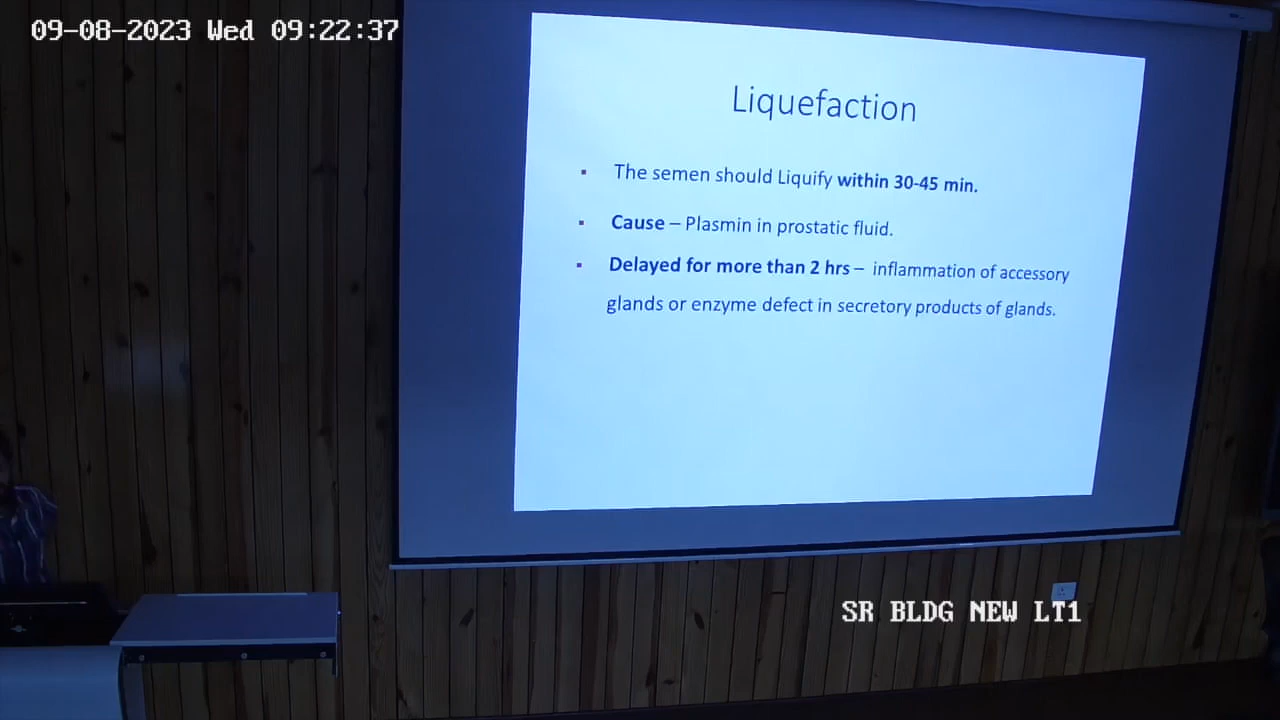 09-08-2023 Wed 09:22:37
Liquefaction
▪ The semen should Liquify within 30-45 min.
▪ Cause – Plasmin in prostatic fluid.
▪ Delayed for more than 2 hrs – inflammation of accessory
glands or enzyme defect in secretory products of glands.
SR BLDG NEW LT1